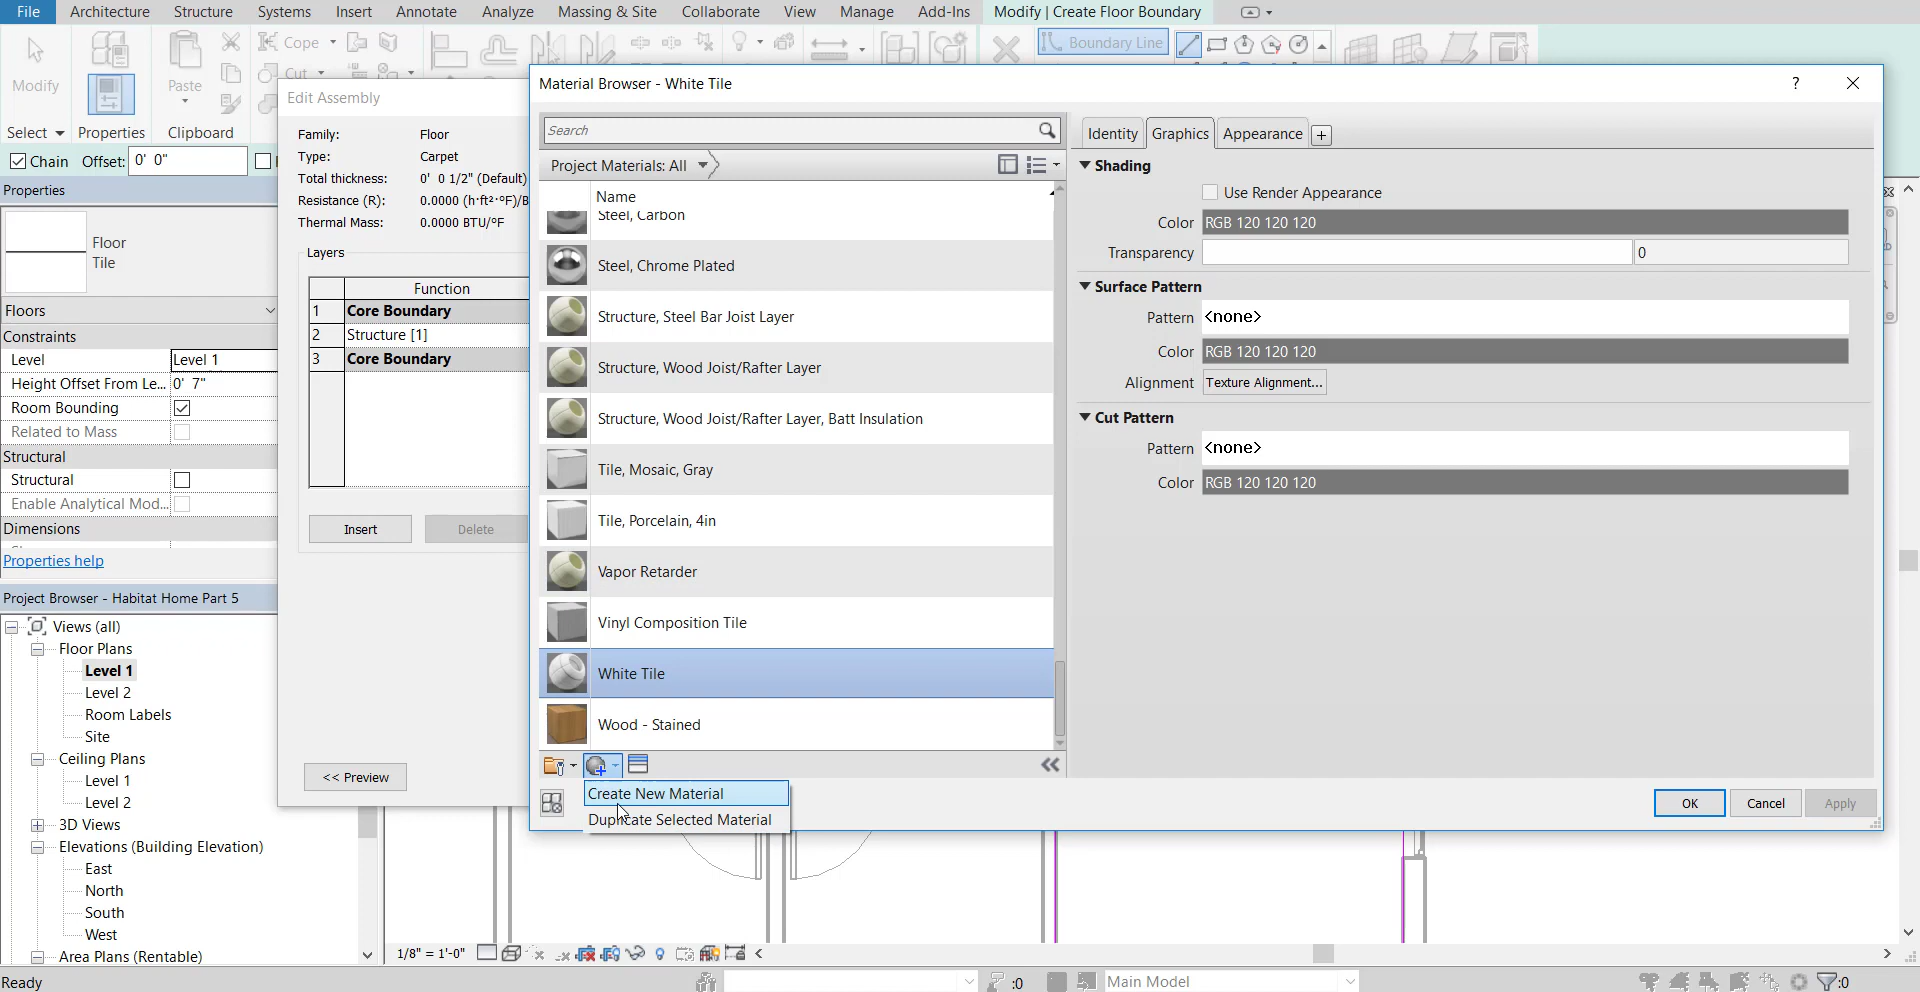 File Architecture Structure Systems Insert Annotate Analyze Massing & Site Collaborate View Manage Add-Ins Modify | Create Floor Boundary
Cope
Boundary Line
Modify
Paste
Cut
Select Properties Clipboard
Chain Offset: 0' 0"
Properties
Floor
Tile
Floors
Constraints
Level Level 1
Height Offset From Le... 0' 7"
Room Bounding
Related to Mass
Structural
Structural
Enable Analytical Mod...
Dimensions
Properties help
Project Browser - Habitat Home Part 5
Views (all)
Floor Plans
Level 1
Level 2
Room Labels
Site
Ceiling Plans
Level 1
Level 2
3D Views
Elevations (Building Elevation)
East
North
South
West
Area Plans (Rentable)
Edit Assembly
Family: Floor
Type: Carpet
Total thickness: 0' 0 1/2" (Default)
Resistance (R): 0.0000 (h·ft²·°F)/B
Thermal Mass: 0.0000 BTU/°F
Layers
Function
1 Core Boundary
2 Structure [1]
3 Core Boundary
Insert Delete
<< Preview
Material Browser - White Tile
?
Search
Project Materials: All
Name
Steel, Carbon
Steel, Chrome Plated
Structure, Steel Bar Joist Layer
Structure, Wood Joist/Rafter Layer
Structure, Wood Joist/Rafter Layer, Batt Insulation
Tile, Mosaic, Gray
Tile, Porcelain, 4in
Vapor Retarder
Vinyl Composition Tile
White Tile
Wood - Stained
Create New Material
Duplicate Selected Material
Identity Graphics Appearance +
Shading
Use Render Appearance
Color RGB 120 120 120
Transparency 0
Surface Pattern
Pattern <none>
Color RGB 120 120 120
Alignment Texture Alignment...
Cut Pattern
Pattern <none>
Color RGB 120 120 120
OK Cancel Apply
1/8" = 1'-0"
Ready
:0 Main Model :0